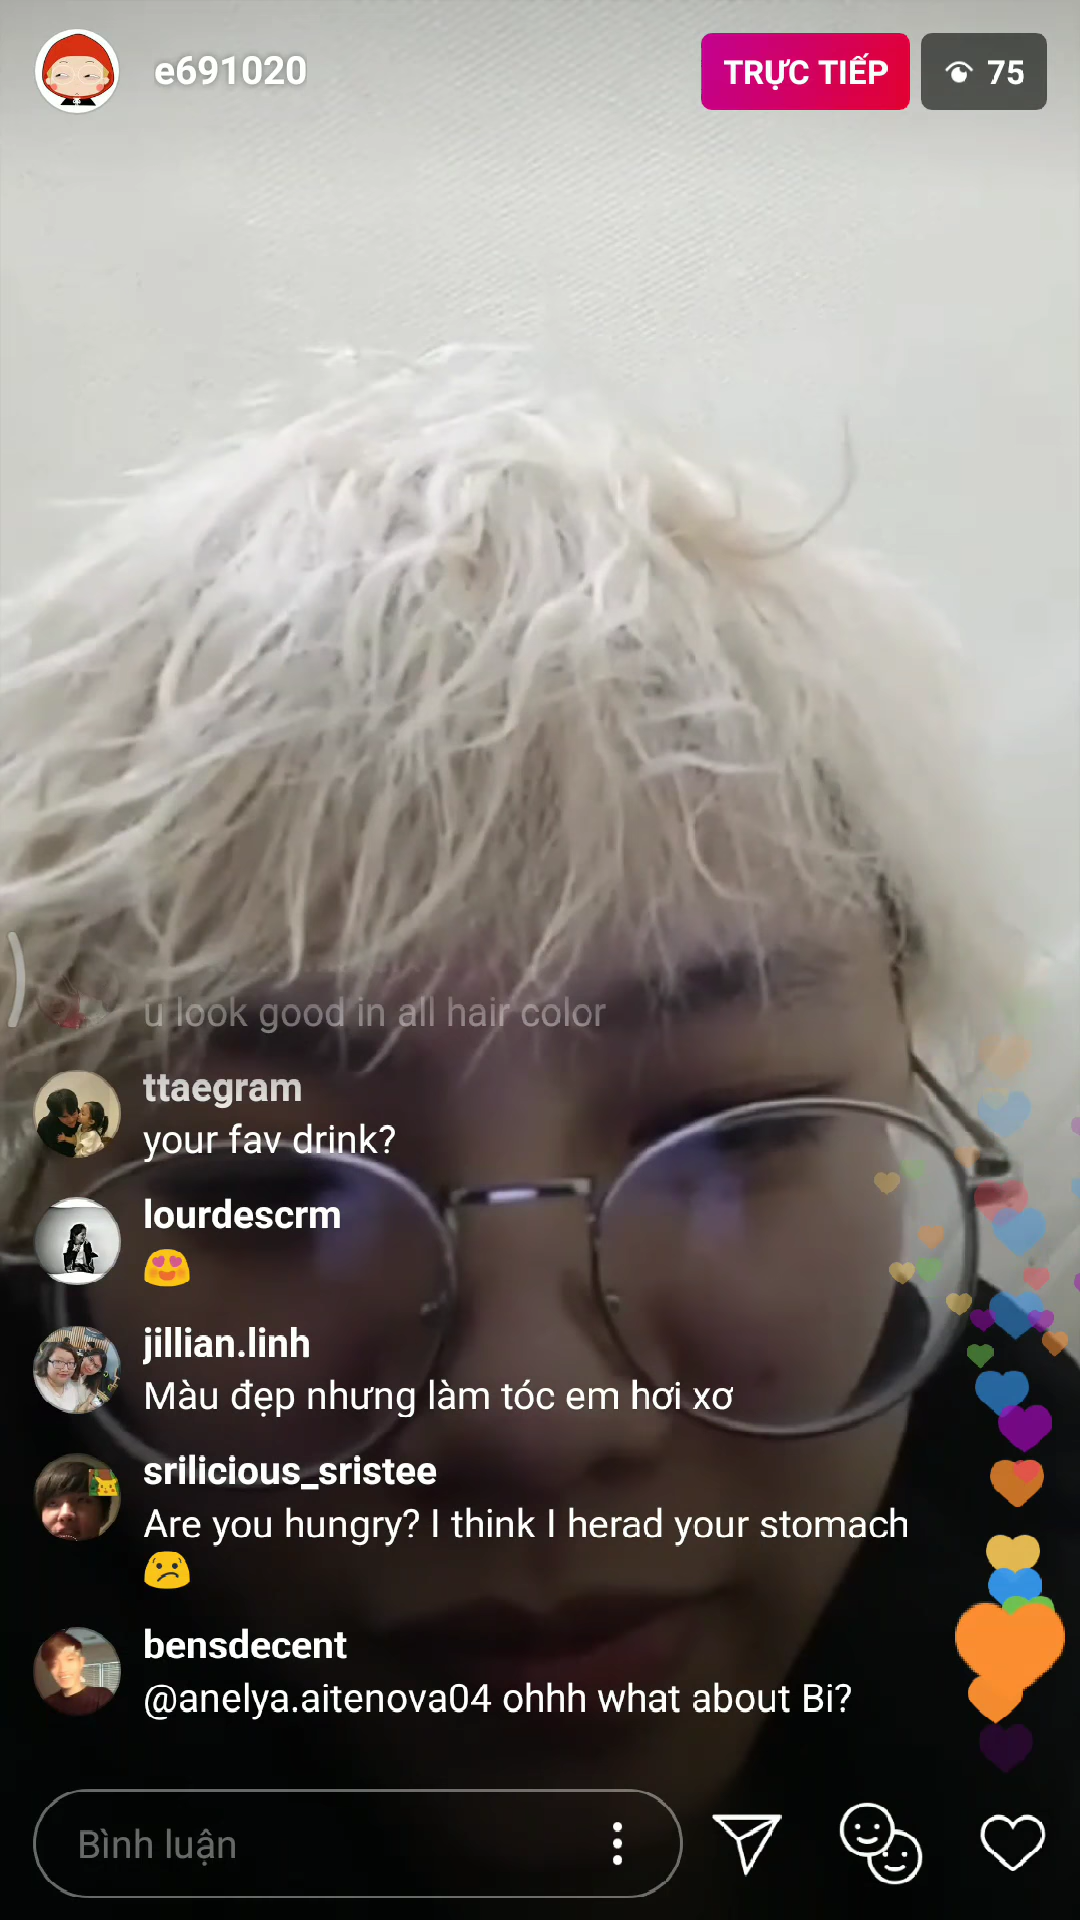 e691020
TRỰC TIẾP
75
u look good in all hair color
ttaegram
your fav drink?
lourdescrm
😍
jillian.linh
Màu đẹp nhưng làm tóc em hơi xơ
srilicious_sristee
Are you hungry? I think I herad your stomach
😕
bensdecent
@anelya.aitenova04 ohhh what about Bi?
Bình luận